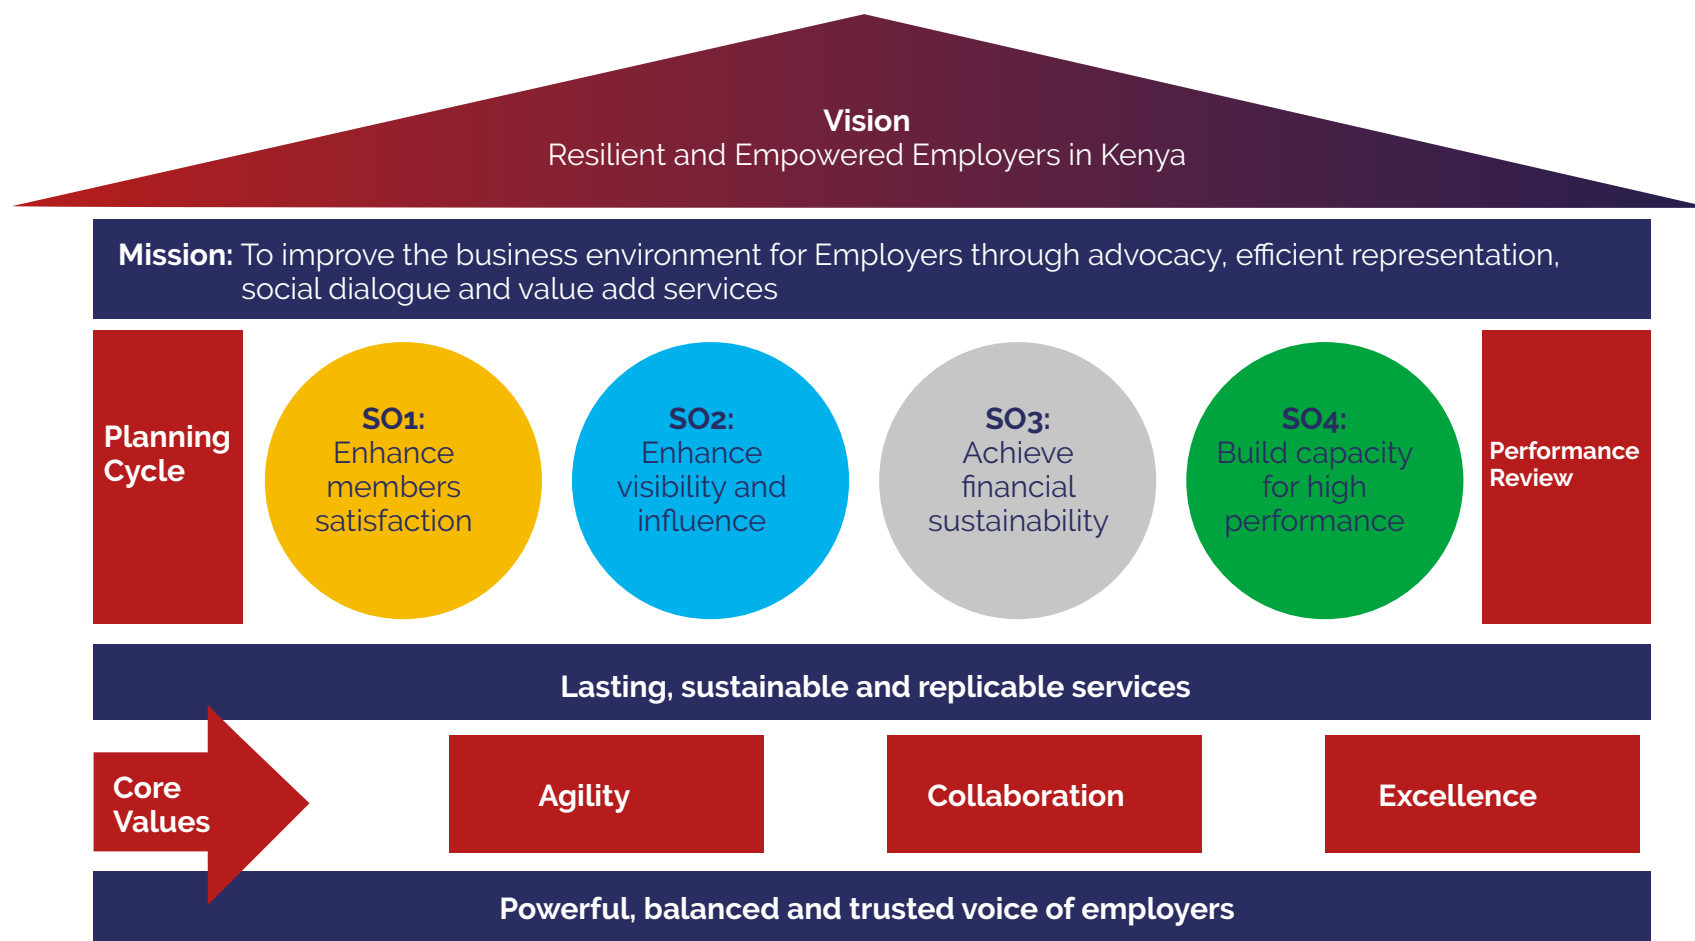 Vision
Resilient and Empowered Employers in Kenya
Mission: To improve the business environment for Employers through advocacy, efficient representation,
social dialogue and value add services
Planning
Cycle
SO1:
Enhance
members
satisfaction
SO2:
Enhance
visibility and
influence
SO3:
Achieve
financial
sustainability
SO4:
Build capacity
for high
performance
Performance
Review
Lasting, sustainable and replicable services
Core
Values
Agility
Collaboration
Excellence
Powerful, balanced and trusted voice of employers